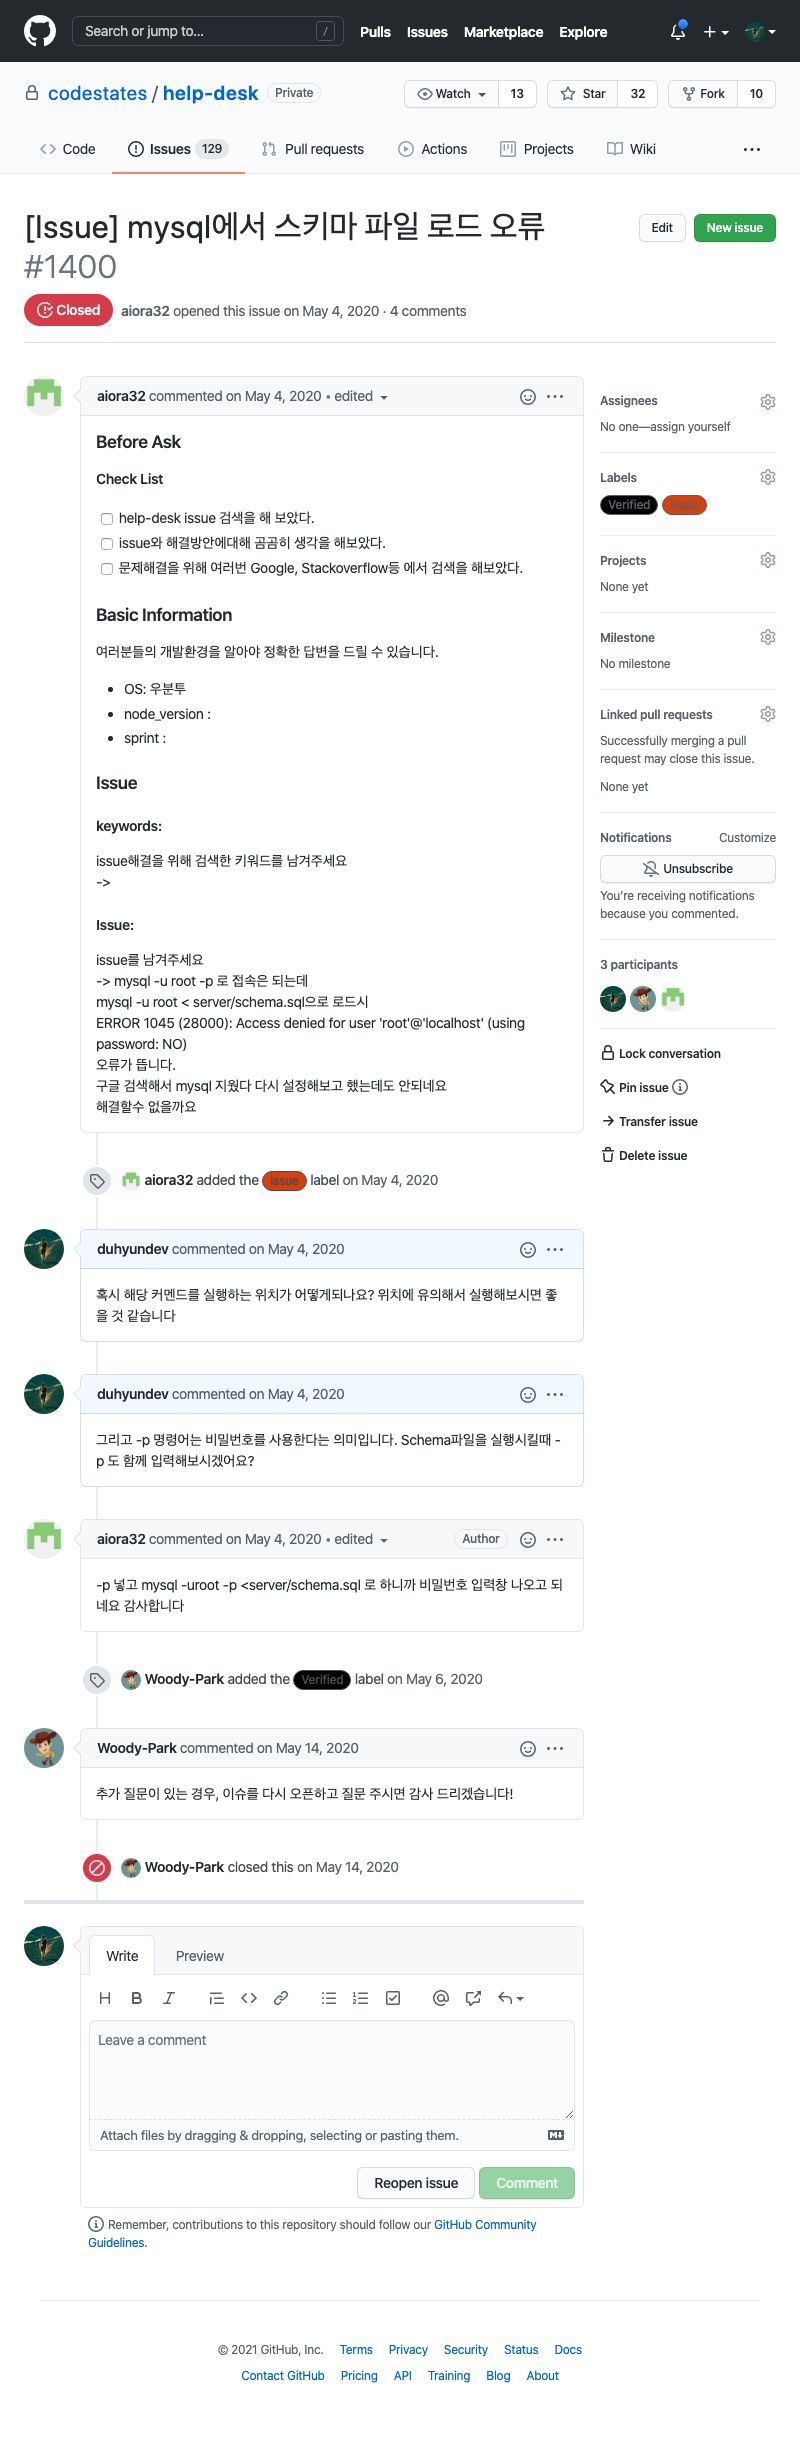 Search or jump to... / Pulls Issues Marketplace Explore
codestates / help-desk Private Watch 13 Star 32 Fork 10
Code Issues 129 Pull requests Actions Projects Wiki
[Issue] mysql에서 스키마 파일 로드 오류
#1400
Edit New issue
Closed aiora32 opened this issue on May 4, 2020 · 4 comments
aiora32 commented on May 4, 2020 • edited
Before Ask
Check List
help-desk issue 검색을 해 보았다.
issue와 해결방안에대해 곰곰히 생각을 해보았다.
문제해결을 위해 여러번 Google, Stackoverflow등 에서 검색을 해보았다.
Basic Information
여러분들의 개발환경을 알아야 정확한 답변을 드릴 수 있습니다.
OS: 우분투
node_version :
sprint :
Issue
keywords:
issue해결을 위해 검색한 키워드를 남겨주세요
->
Issue:
issue를 남겨주세요
-> mysql -u root -p 로 접속은 되는데
mysql -u root < server/schema.sql으로 로드시
ERROR 1045 (28000): Access denied for user 'root'@'localhost' (using
password: NO)
오류가 뜹니다.
구글 검색해서 mysql 지웠다 다시 설정해보고 했는데도 안되네요
해결할수 없을까요
Assignees
No one—assign yourself
Labels
Verified Issue
Projects
None yet
Milestone
No milestone
Linked pull requests
Successfully merging a pull
request may close this issue.
None yet
Notifications Customize
Unsubscribe
You're receiving notifications
because you commented.
3 participants
Lock conversation
Pin issue
Transfer issue
Delete issue
aiora32 added the Issue label on May 4, 2020
duhyundev commented on May 4, 2020
혹시 해당 커멘드를 실행하는 위치가 어떻게되나요? 위치에 유의해서 실행해보시면 좋
을 것 같습니다
duhyundev commented on May 4, 2020
그리고 -p 명령어는 비밀번호를 사용한다는 의미입니다. Schema파일을 실행시킬때 -
p 도 함께 입력해보시겠어요?
aiora32 commented on May 4, 2020 • edited Author
-p 넣고 mysql -uroot -p <server/schema.sql 로 하니까 비밀번호 입력창 나오고 되
네요 감사합니다
Woody-Park added the Verified label on May 6, 2020
Woody-Park commented on May 14, 2020
추가 질문이 있는 경우, 이슈를 다시 오픈하고 질문 주시면 감사 드리겠습니다!
Woody-Park closed this on May 14, 2020
Write Preview
Leave a comment
Attach files by dragging & dropping, selecting or pasting them.
Reopen issue Comment
Remember, contributions to this repository should follow our GitHub Community
Guidelines.
© 2021 GitHub, Inc. Terms Privacy Security Status Docs
Contact GitHub Pricing API Training Blog About